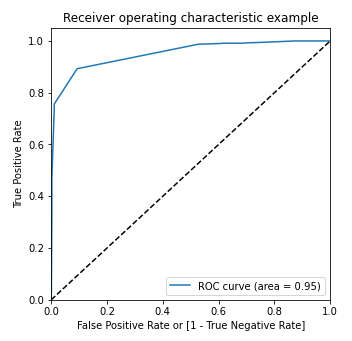 Receiver operating characteristic example
1.0
0.8
0.6
0.4
0.2
0.0
True Positive Rate
ROC curve (area = 0.95)
0.0 0.2 0.4 0.6 0.8 1.0
False Positive Rate or [1 - True Negative Rate]